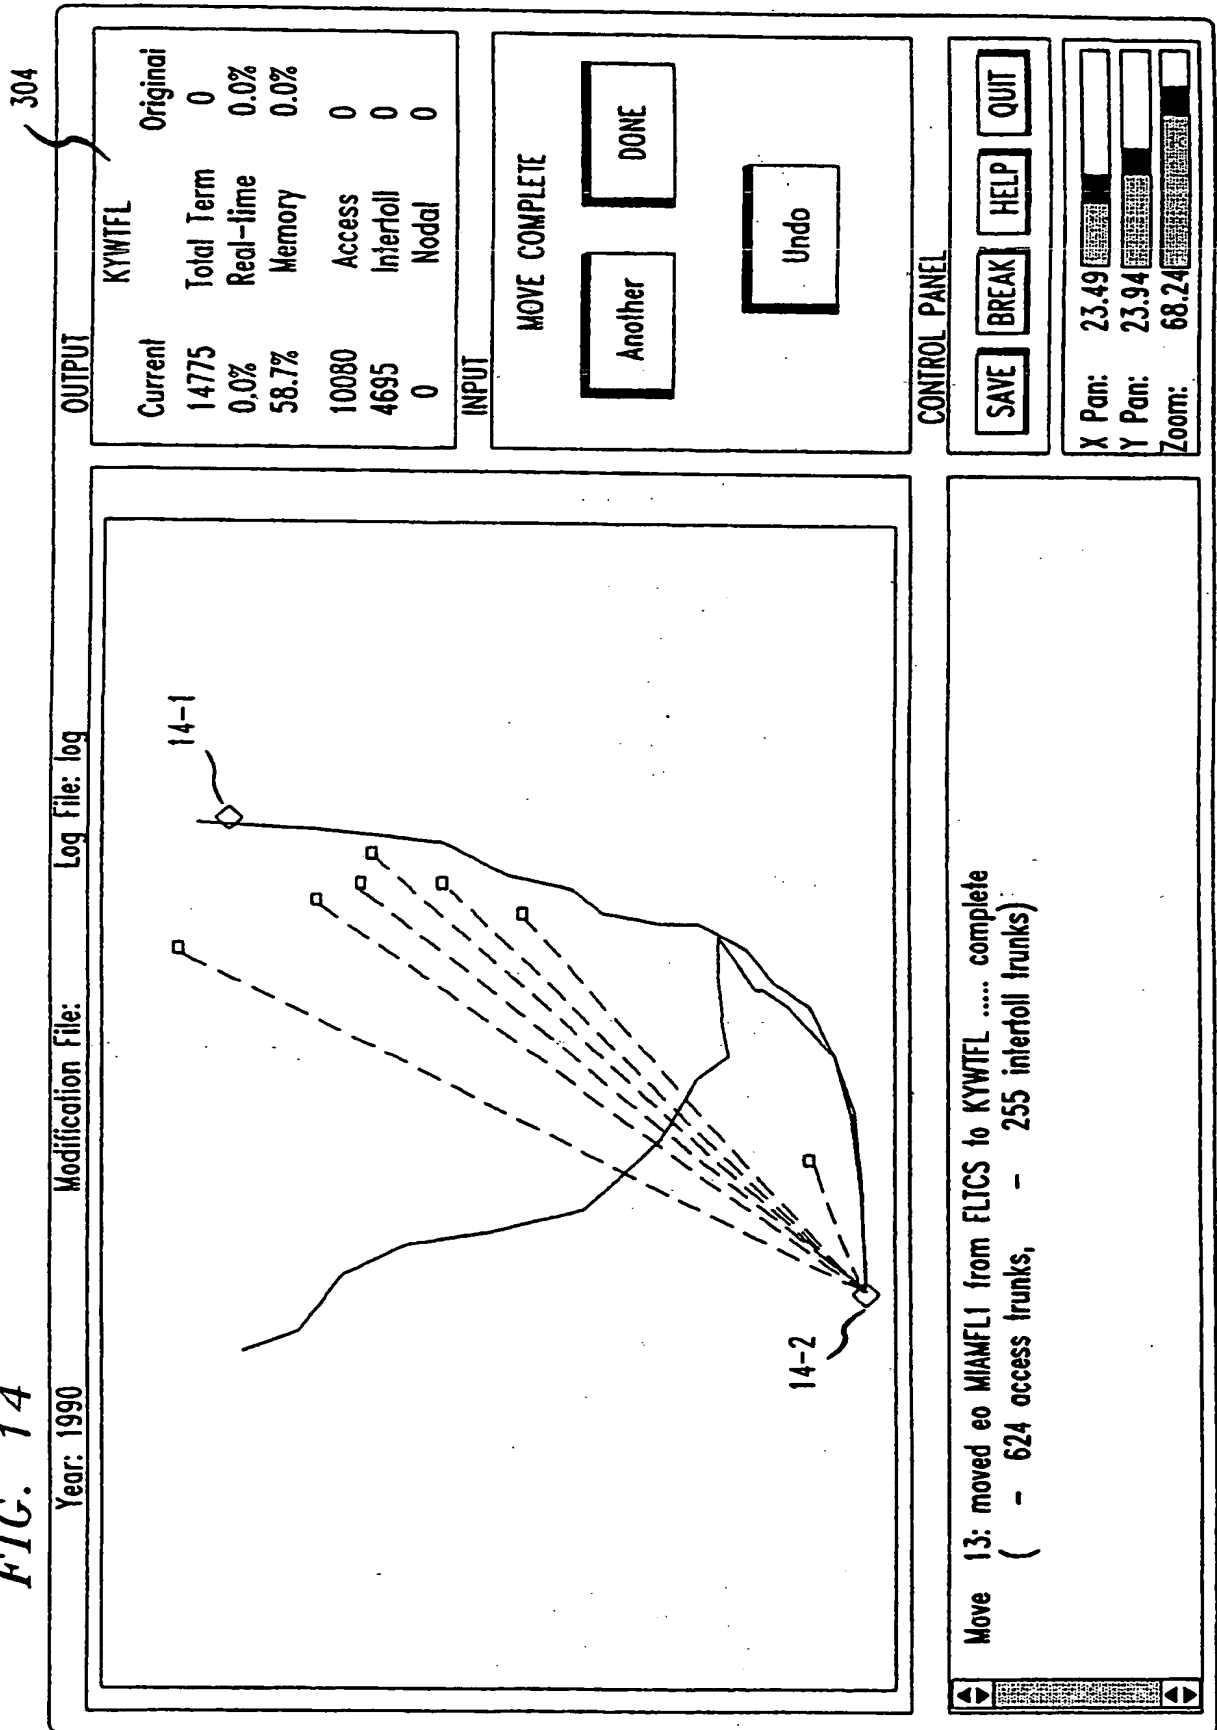 FIG. 14
Year: 1990 Modification File: Log File: log
304
OUTPUT
KYWTFL
Current Original
14775 Total Term 0
0.0% Real-time 0.0%
58.7% Memory 0.0%
10080 Access 0
4695 Intertoll 0
0 Nodal 0
14-1
14-2
INPUT
MOVE COMPLETE
Another DONE
Undo
CONTROL PANEL
SAVE BREAK HELP QUIT
X Pan: 23.49
Y Pan: 23.94
Zoom: 68.24
Move 13: moved eo MIAMFL1 from FLTCS to KYWTFL ..... complete
( - 624 access trunks, - 255 intertoll trunks)